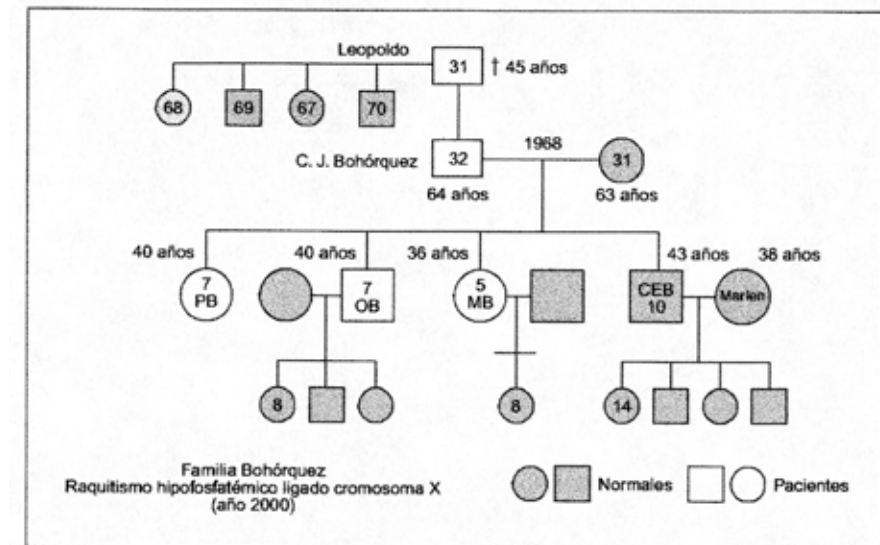 Leopoldo
31
† 45 años
68
69
67
70
1968
C. J. Bohórquez
32
31
64 años
63 años
40 años
40 años
36 años
43 años
38 años
7
PB
7
OB
5
MB
CEB
10
Marlen
8
8
14
Familia Bohórquez
Raquitismo hipofosfatémico ligado cromosoma X
(año 2000)
Normales
Pacientes